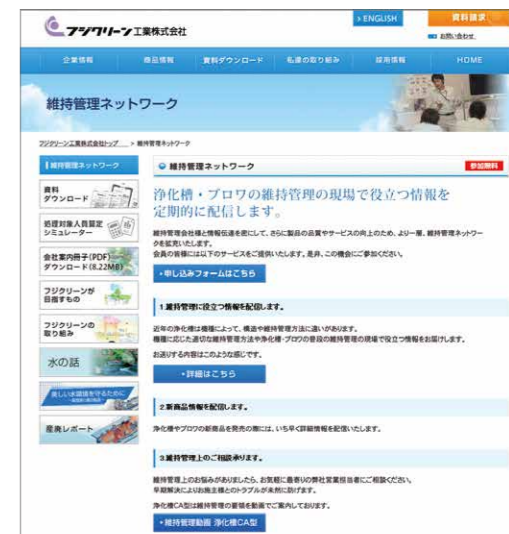 フジクリーン工業株式会社
ENGLISH
資料請求
お問い合わせ
企業情報
商品情報
資料ダウンロード
私達の取り組み
採用情報
HOME
維持管理ネットワーク
フジクリーン工業株式会社トップ > 維持管理ネットワーク
維持管理ネットワーク
資料
ダウンロード
処理対象人員算定
シミュレーター
会社案内冊子(PDF)
ダウンロード(8.22MB)
フジクリーンが
目指すもの
フジクリーンの
取り組み
水の話
美しい水環境を守るために
産廃レポート
維持管理ネットワーク
参加無料
浄化槽・ブロワの維持管理の現場で役立つ情報を
定期的に配信します。
維持管理会社様と情報伝達を密にして、さらに製品の品質やサービスの向上のため、より一層、維持管理ネットワー
クを拡充いたします。
会員の皆様には以下のサービスをご提供いたします。是非、この機会にご参加ください。
・申し込みフォームはこちら
1.維持管理に役立つ情報を配信します。
近年の浄化槽は機種によって、構造や維持管理方法に違いがあります。
機種に応じた適切な維持管理方法や浄化槽・ブロワの普段の維持管理の現場で役立つ情報をお届けします。
お送りする内容はこのような感じです。
・詳細はこちら
2.新商品情報を配信します。
浄化槽やブロワの新商品を発売の際には、いち早く詳細情報を配信いたします。
3.維持管理上のご相談承ります。
維持管理上のお悩みがありましたら、お気軽に最寄りの弊社営業担当者にご相談ください。
早期解決によりお施主様とのトラブルが未然に防げます。
浄化槽CA型は維持管理の要領を動画でご案内しております。
・維持管理動画 浄化槽CA型